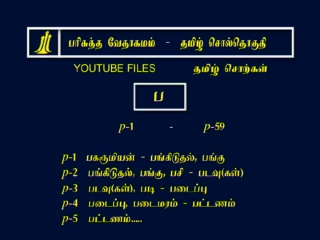 பரிசுத்த வேதாகமம் - தமிழ் சொல்தொகுதி
YOUTUBE FILES தமிழ் சொற்கள்
ப
p-1 - p-59
p-1 பகருமியன் - பங்கிடுதல், பங்கு
p-2 பங்கிடுதல், பங்கு, பசி - படவு(கள்)
p-3 படவு(கள்), படி - படைப்பு
p-4 படைப்பு, படைமரம் - பட்டணம்
p-5 பட்டணம்.....